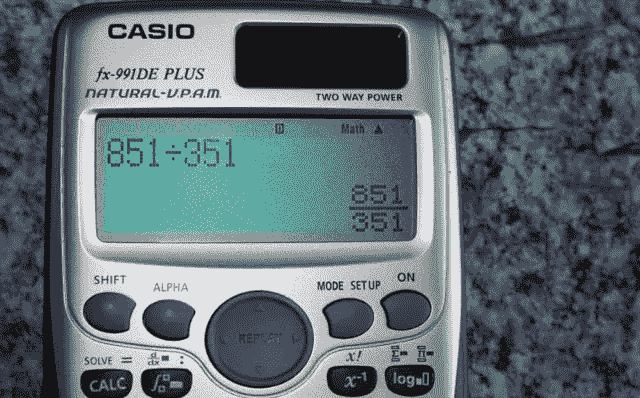 CASIO
fx-991DE PLUS
NATURAL-V.P.A.M.
TWO WAY POWER
D Math ▲
851÷351
851
351
SHIFT ALPHA MODE SETUP ON
REPLAY
SOLVE = d/dx :
x!
CALC
x⁻¹
log